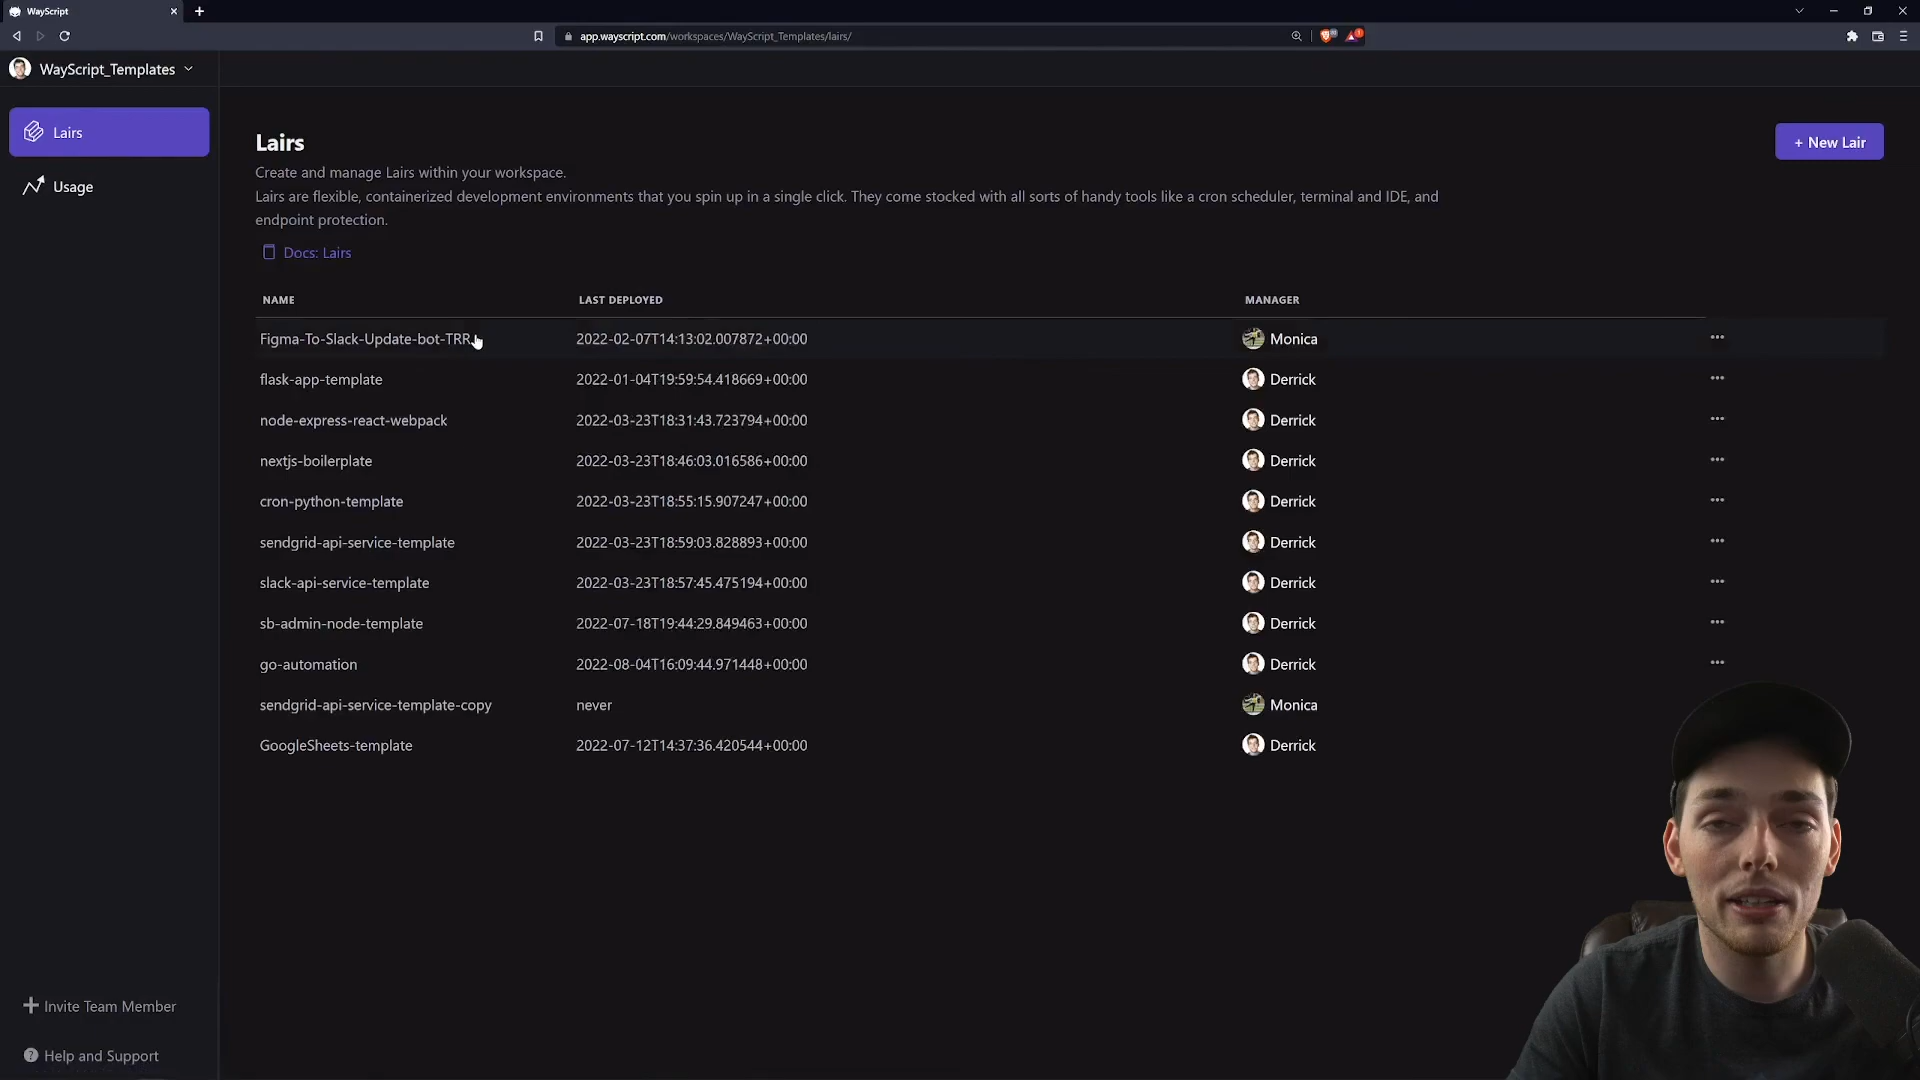 WayScript
app.wayscript.com/workspaces/WayScript_Templates/lairs/
WayScript_Templates
Lairs
Usage
Lairs
+ New Lair
Create and manage Lairs within your workspace.
Lairs are flexible, containerized development environments that you spin up in a single click. They come stocked with all sorts of handy tools like a cron scheduler, terminal and IDE, and
endpoint protection.
Docs: Lairs
NAME LAST DEPLOYED MANAGER
Figma-To-Slack-Update-bot-TRR 2022-02-07T14:13:02.007872+00:00 Monica
flask-app-template 2022-01-04T19:59:54.418669+00:00 Derrick
node-express-react-webpack 2022-03-23T18:31:43.723794+00:00 Derrick
nextjs-boilerplate 2022-03-23T18:46:03.016586+00:00 Derrick
cron-python-template 2022-03-23T18:55:15.907247+00:00 Derrick
sendgrid-api-service-template 2022-03-23T18:59:03.828893+00:00 Derrick
slack-api-service-template 2022-03-23T18:57:45.475194+00:00 Derrick
sb-admin-node-template 2022-07-18T19:44:29.849463+00:00 Derrick
go-automation 2022-08-04T16:09:44.971448+00:00 Derrick
sendgrid-api-service-template-copy never Monica
GoogleSheets-template 2022-07-12T14:37:36.420544+00:00 Derrick
Invite Team Member
Help and Support